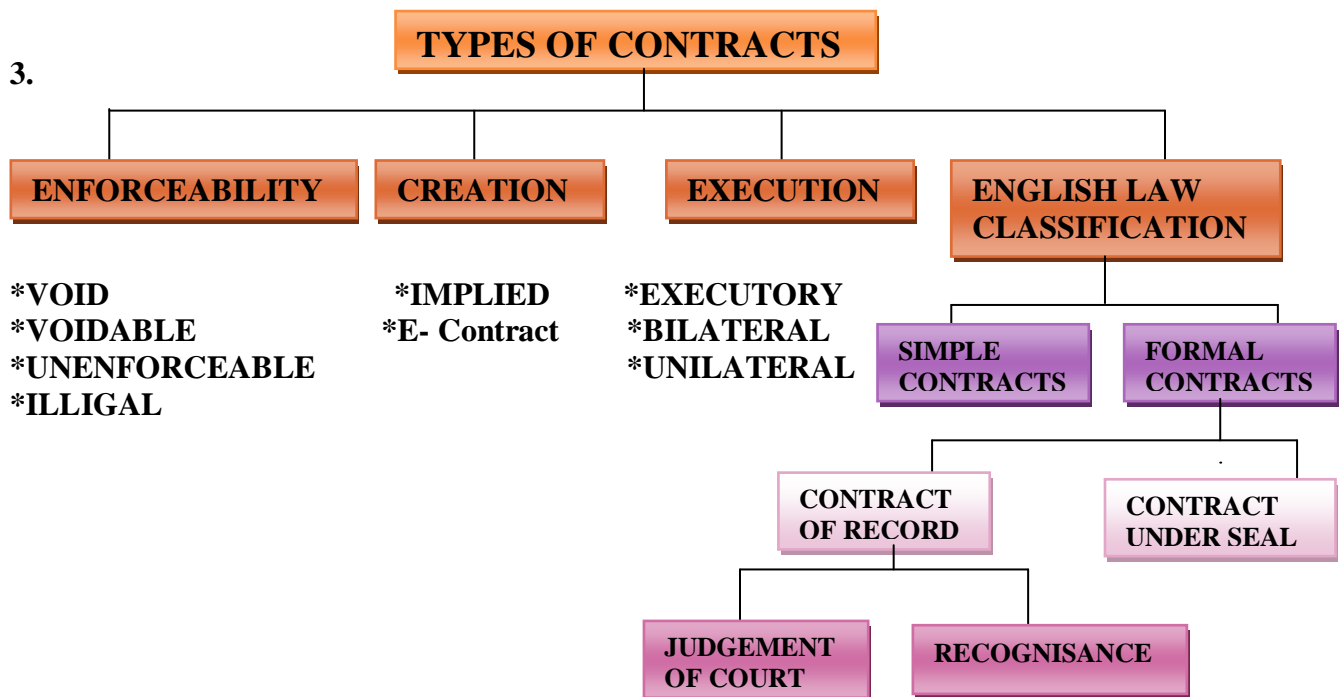 TYPES OF CONTRACTS
3.
ENFORCEABILITY
CREATION
EXECUTION
ENGLISH LAW
CLASSIFICATION
*VOID
*VOIDABLE
*UNENFORCEABLE
*ILLIGAL
*IMPLIED
*E- Contract
*EXECUTORY
*BILATERAL
*UNILATERAL
SIMPLE
CONTRACTS
FORMAL
CONTRACTS
CONTRACT
OF RECORD
CONTRACT
UNDER SEAL
JUDGEMENT
OF COURT
RECOGNISANCE